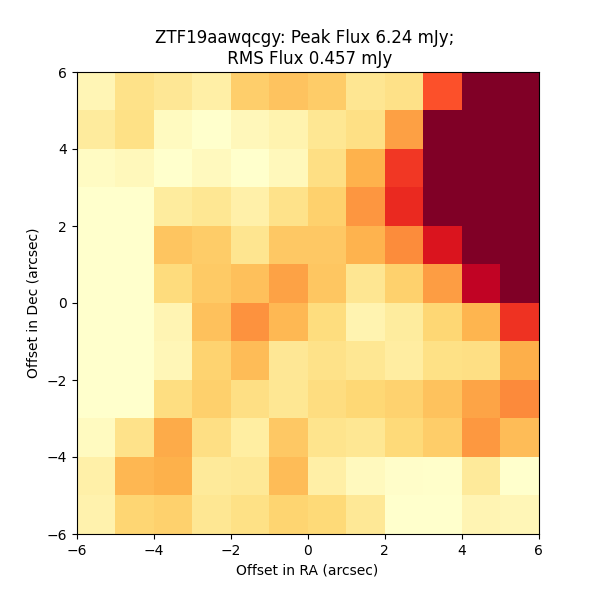 ZTF19aawqcgy: Peak Flux 6.24 mJy;
RMS Flux 0.457 mJy
6
4
2
0
−2
−4
−6
Offset in Dec (arcsec)
−6 −4 −2 0 2 4 6
Offset in RA (arcsec)